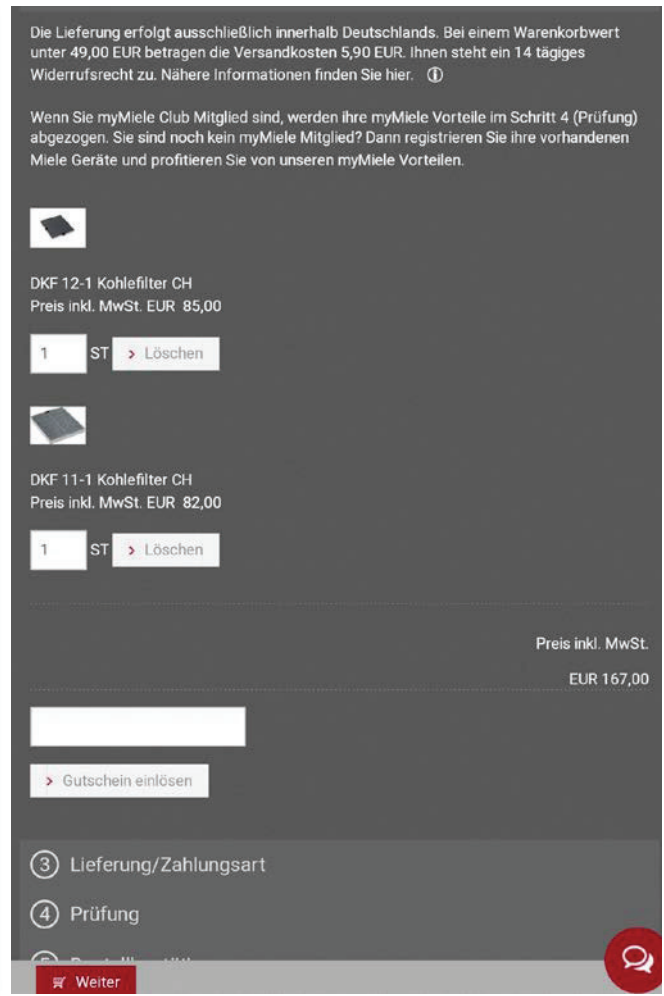 Die Lieferung erfolgt ausschließlich innerhalb Deutschlands. Bei einem Warenkorbwert
unter 49,00 EUR betragen die Versandkosten 5,90 EUR. Ihnen steht ein 14 tägiges
Widerrufsrecht zu. Nähere Informationen finden Sie hier.
Wenn Sie myMiele Club Mitglied sind, werden ihre myMiele Vorteile im Schritt 4 (Prüfung)
abgezogen. Sie sind noch kein myMiele Mitglied? Dann registrieren Sie ihre vorhandenen
Miele Geräte und profitieren Sie von unseren myMiele Vorteilen.
DKF 12-1 Kohlefilter CH
Preis inkl. MwSt. EUR 85,00
1 ST Löschen
DKF 11-1 Kohlefilter CH
Preis inkl. MwSt. EUR 82,00
1 ST Löschen
Preis inkl. MwSt.
EUR 167,00
Gutschein einlösen
3 Lieferung/Zahlungsart
4 Prüfung
Weiter